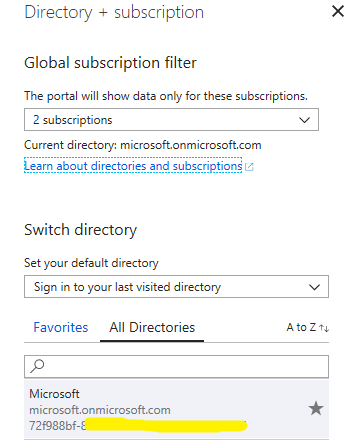 Directory + subscription
Global subscription filter
The portal will show data only for these subscriptions.
2 subscriptions
Current directory: microsoft.onmicrosoft.com
Learn about directories and subscriptions
Switch directory
Set your default directory
Sign in to your last visited directory
Favorites All Directories A to Z ↑↓
Microsoft
microsoft.onmicrosoft.com
72f988bf-8